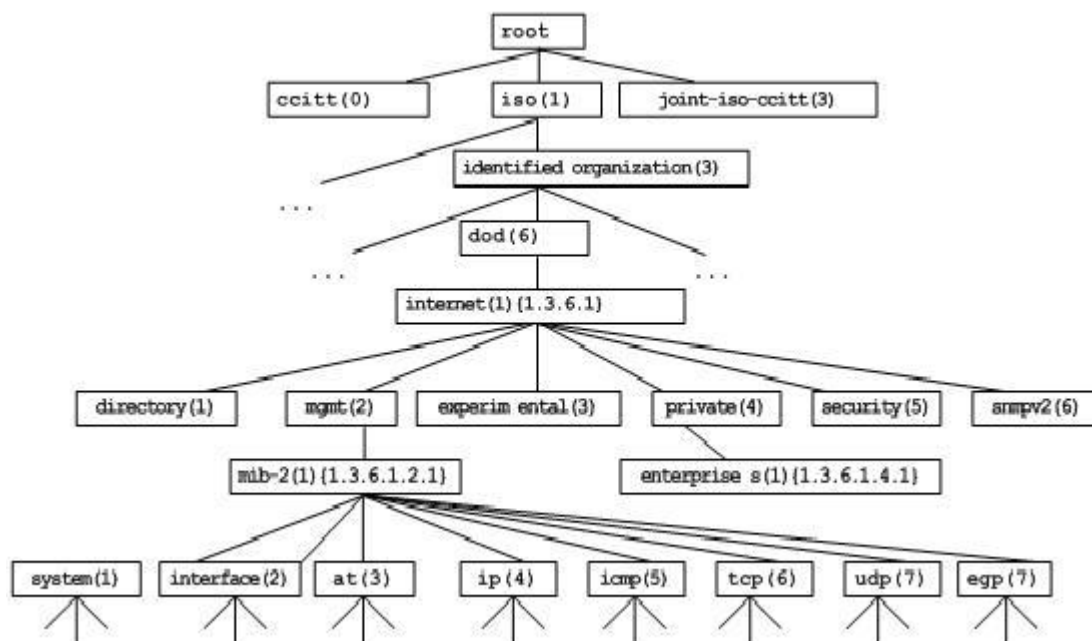 root
ccitt(0)
iso(1)
joint-iso-ccitt(3)
identified organization(3)
...
dod(6)
...
...
internet(1){1.3.6.1}
directory(1)
mgmt(2)
experim ental(3)
private(4)
security(5)
snmpv2(6)
mib-2(1){1.3.6.1.2.1}
enterprise s(1){1.3.6.1.4.1}
system(1)
interface(2)
at(3)
ip(4)
icmp(5)
tcp(6)
udp(7)
egp(7)